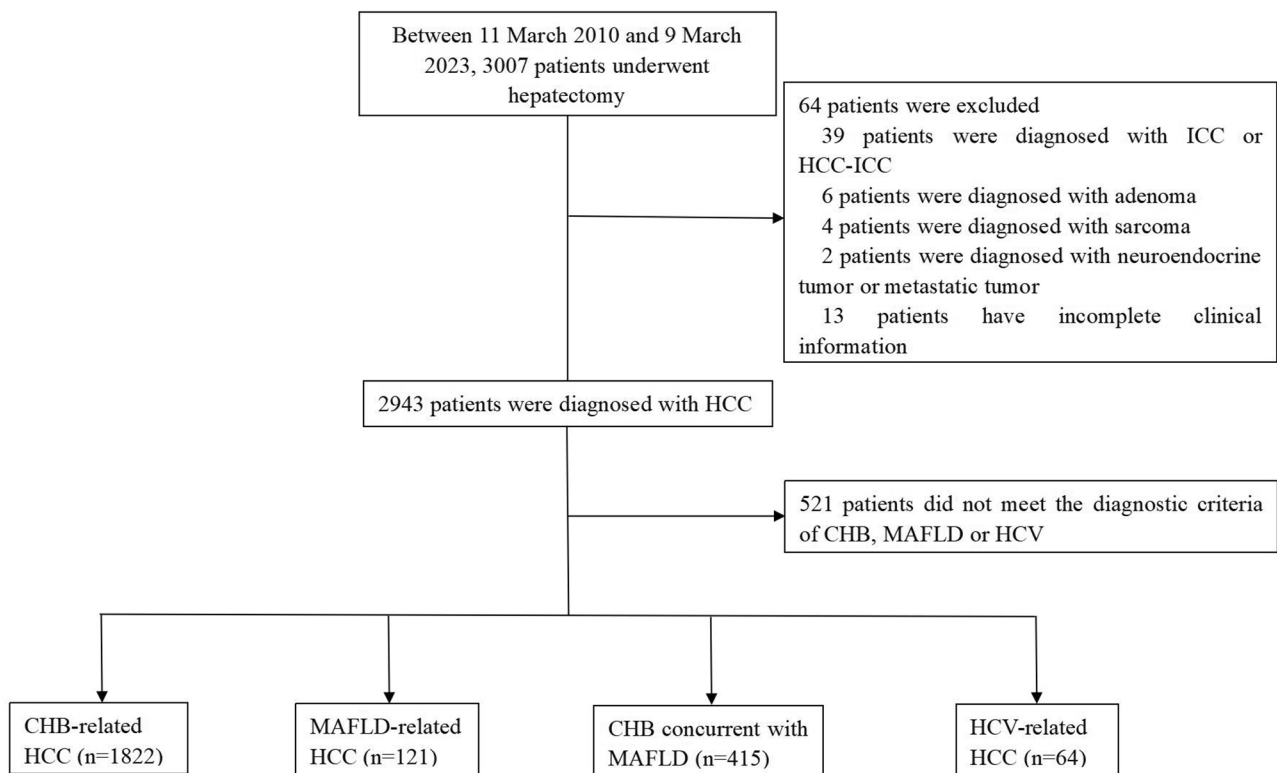 Between 11 March 2010 and 9 March
2023, 3007 patients underwent
hepatectomy
64 patients were excluded
39 patients were diagnosed with ICC or
HCC-ICC
6 patients were diagnosed with adenoma
4 patients were diagnosed with sarcoma
2 patients were diagnosed with neuroendocrine
tumor or metastatic tumor
13 patients have incomplete clinical
information
2943 patients were diagnosed with HCC
521 patients did not meet the diagnostic criteria
of CHB, MAFLD or HCV
CHB-related
HCC (n=1822)
MAFLD-related
HCC (n=121)
CHB concurrent with
MAFLD (n=415)
HCV-related
HCC (n=64)